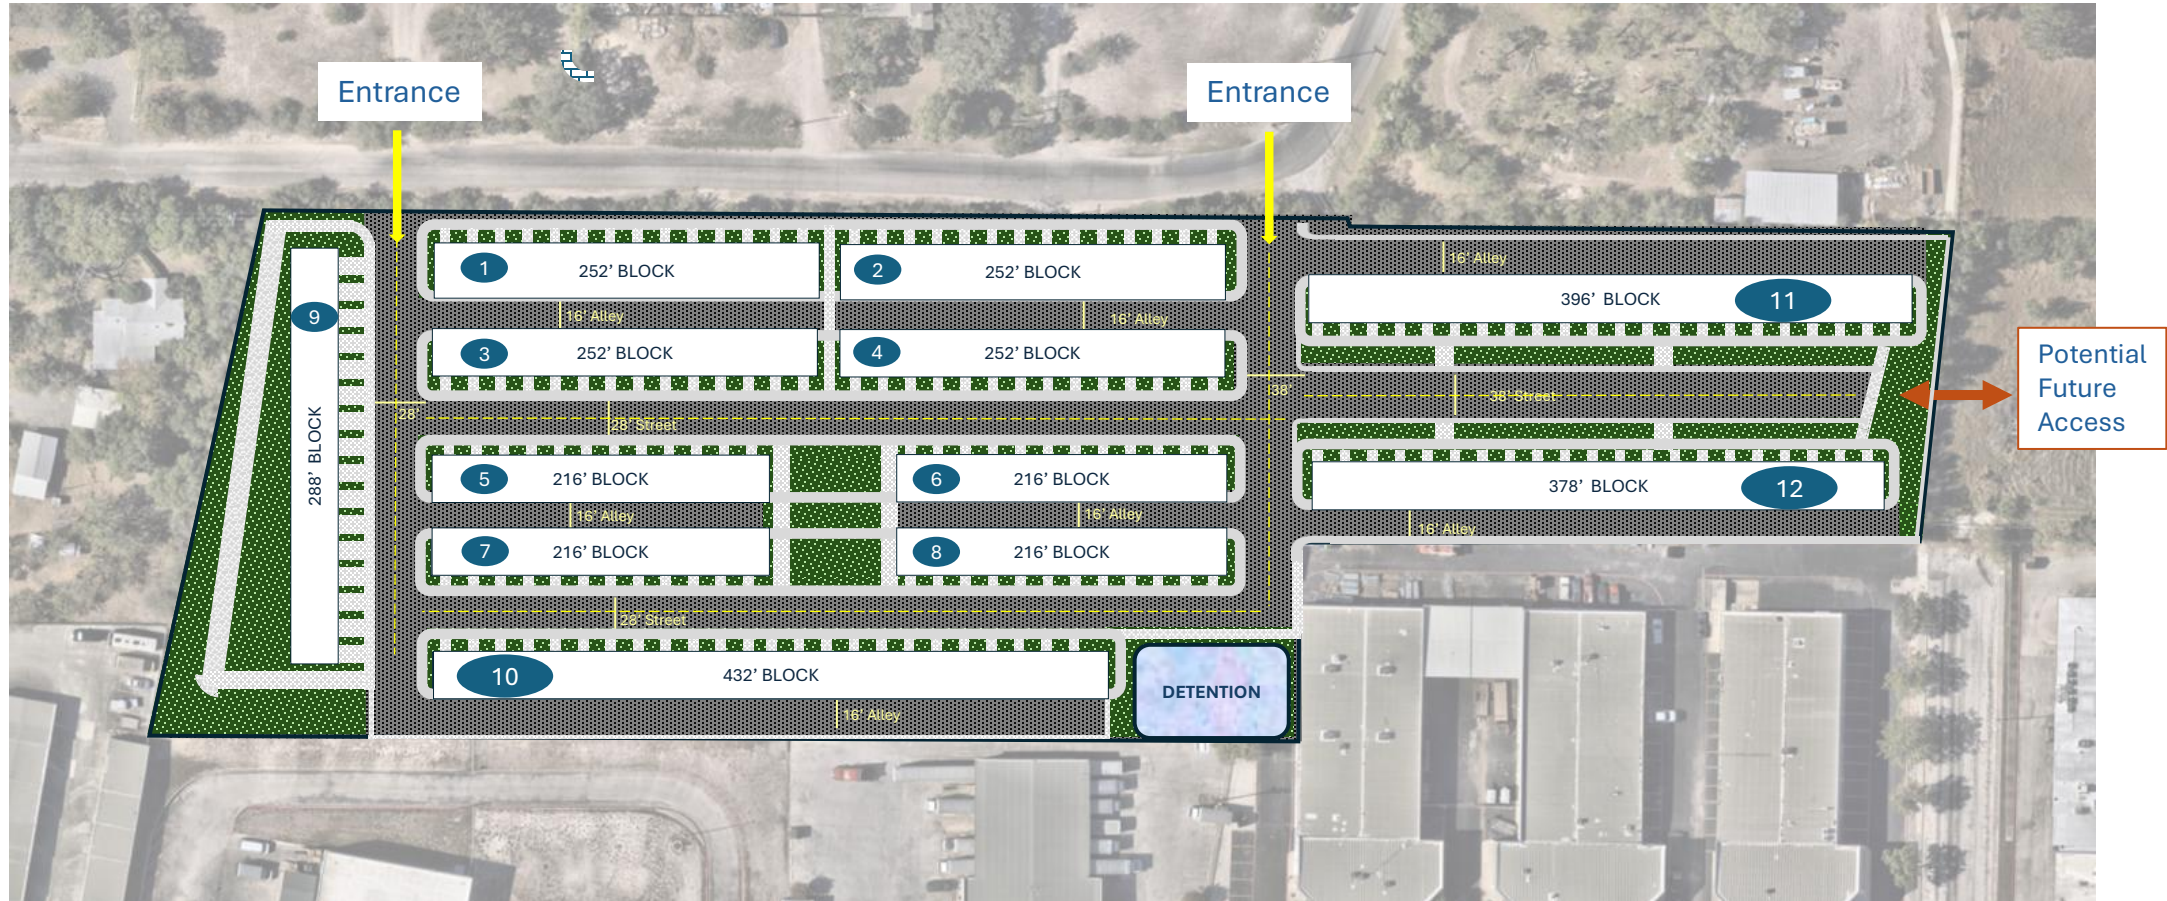 Entrance
Entrance
1
252’ BLOCK
2
252’ BLOCK
16’ Alley
11
396’ BLOCK
9
288’ BLOCK
16’ Alley
16’ Alley
3
252’ BLOCK
4
252’ BLOCK
Potential
Future
Access
28’
38’
38’ Street
28’ Street
5
216’ BLOCK
6
216’ BLOCK
378’ BLOCK
12
16’ Alley
16’ Alley
16’ Alley
7
216’ BLOCK
8
216’ BLOCK
28’ Street
10
432’ BLOCK
DETENTION
16’ Alley